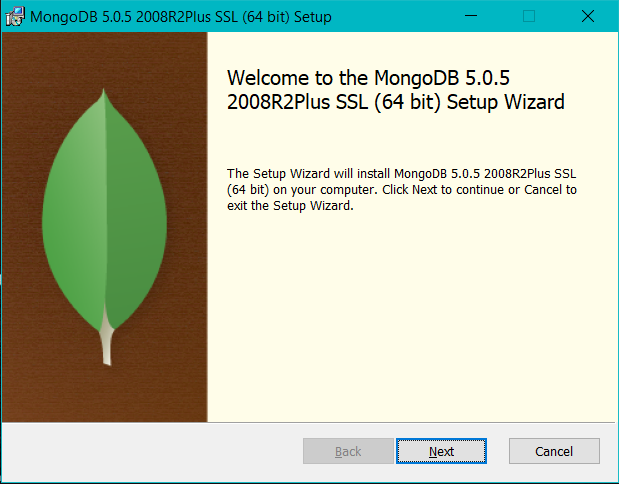 MongoDB 5.0.5 2008R2Plus SSL (64 bit) Setup
Welcome to the MongoDB 5.0.5
2008R2Plus SSL (64 bit) Setup Wizard
The Setup Wizard will install MongoDB 5.0.5 2008R2Plus SSL
(64 bit) on your computer. Click Next to continue or Cancel to
exit the Setup Wizard.
Back Next Cancel